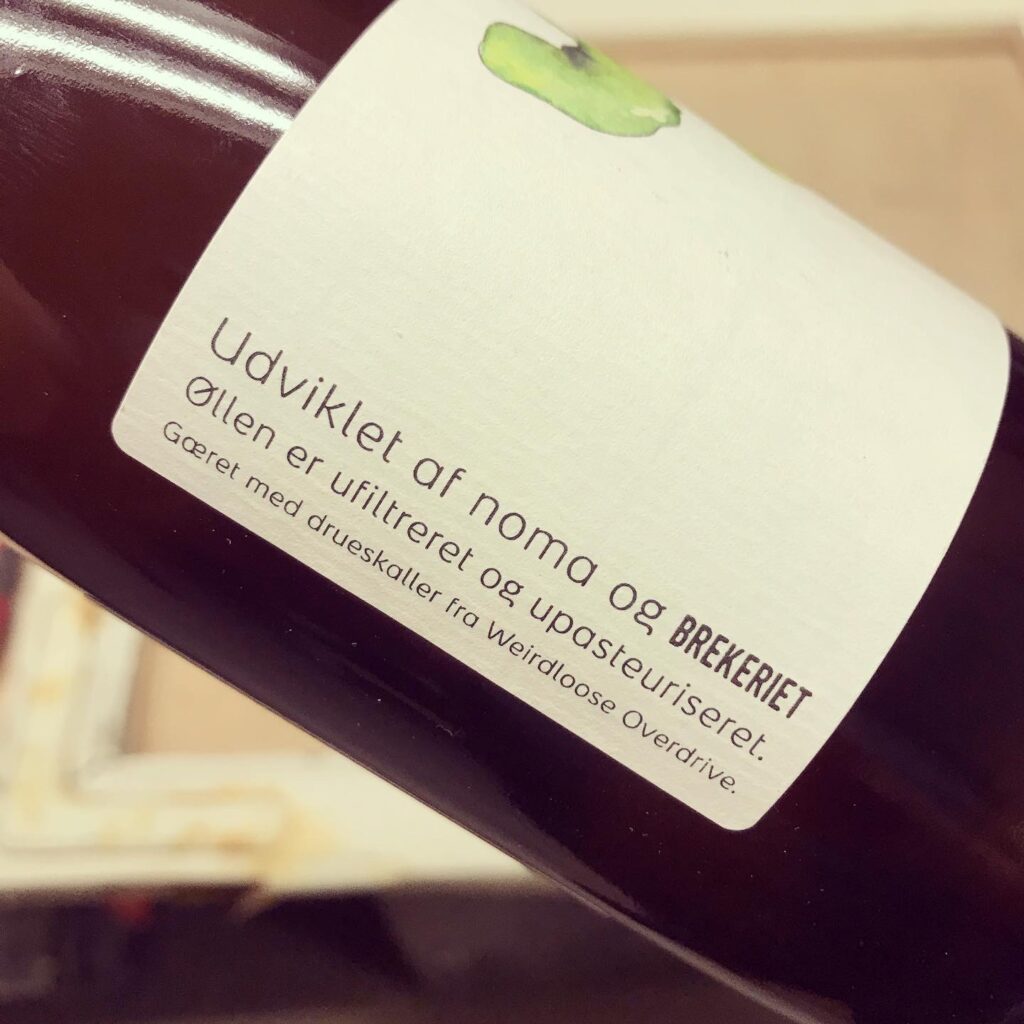 Udviklet af noma og BREKERIET
Øllen er ufiltreret og upasteuriseret.
Gæret med drueskaller fra Weirdloose Overdrive.